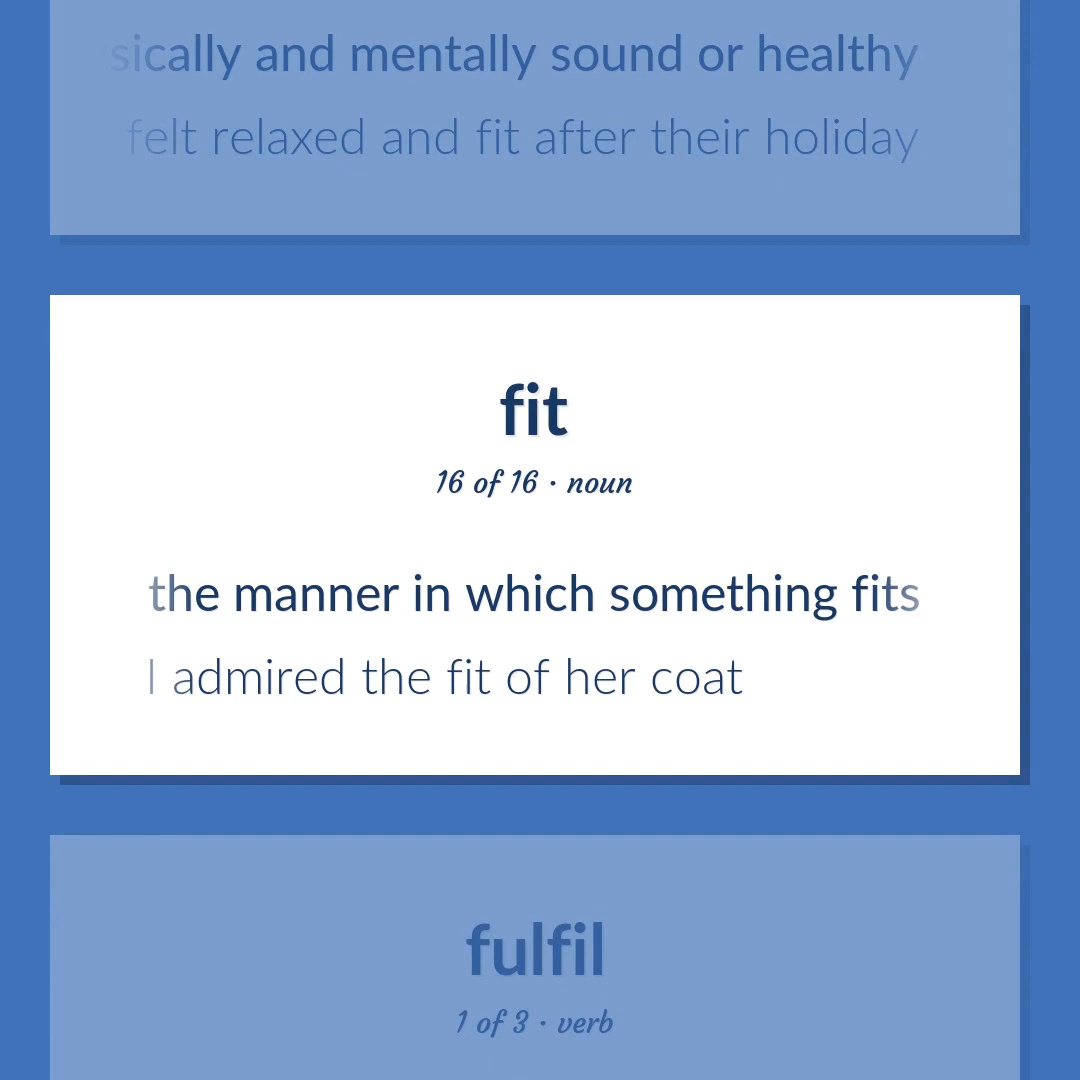 and mentally sound or healthy
felt relaxed and fit after their holiday
fit
16 of 16 · noun
the manner in which something fits
I admired the fit of her coat
fulfil
1 of 3 · verb